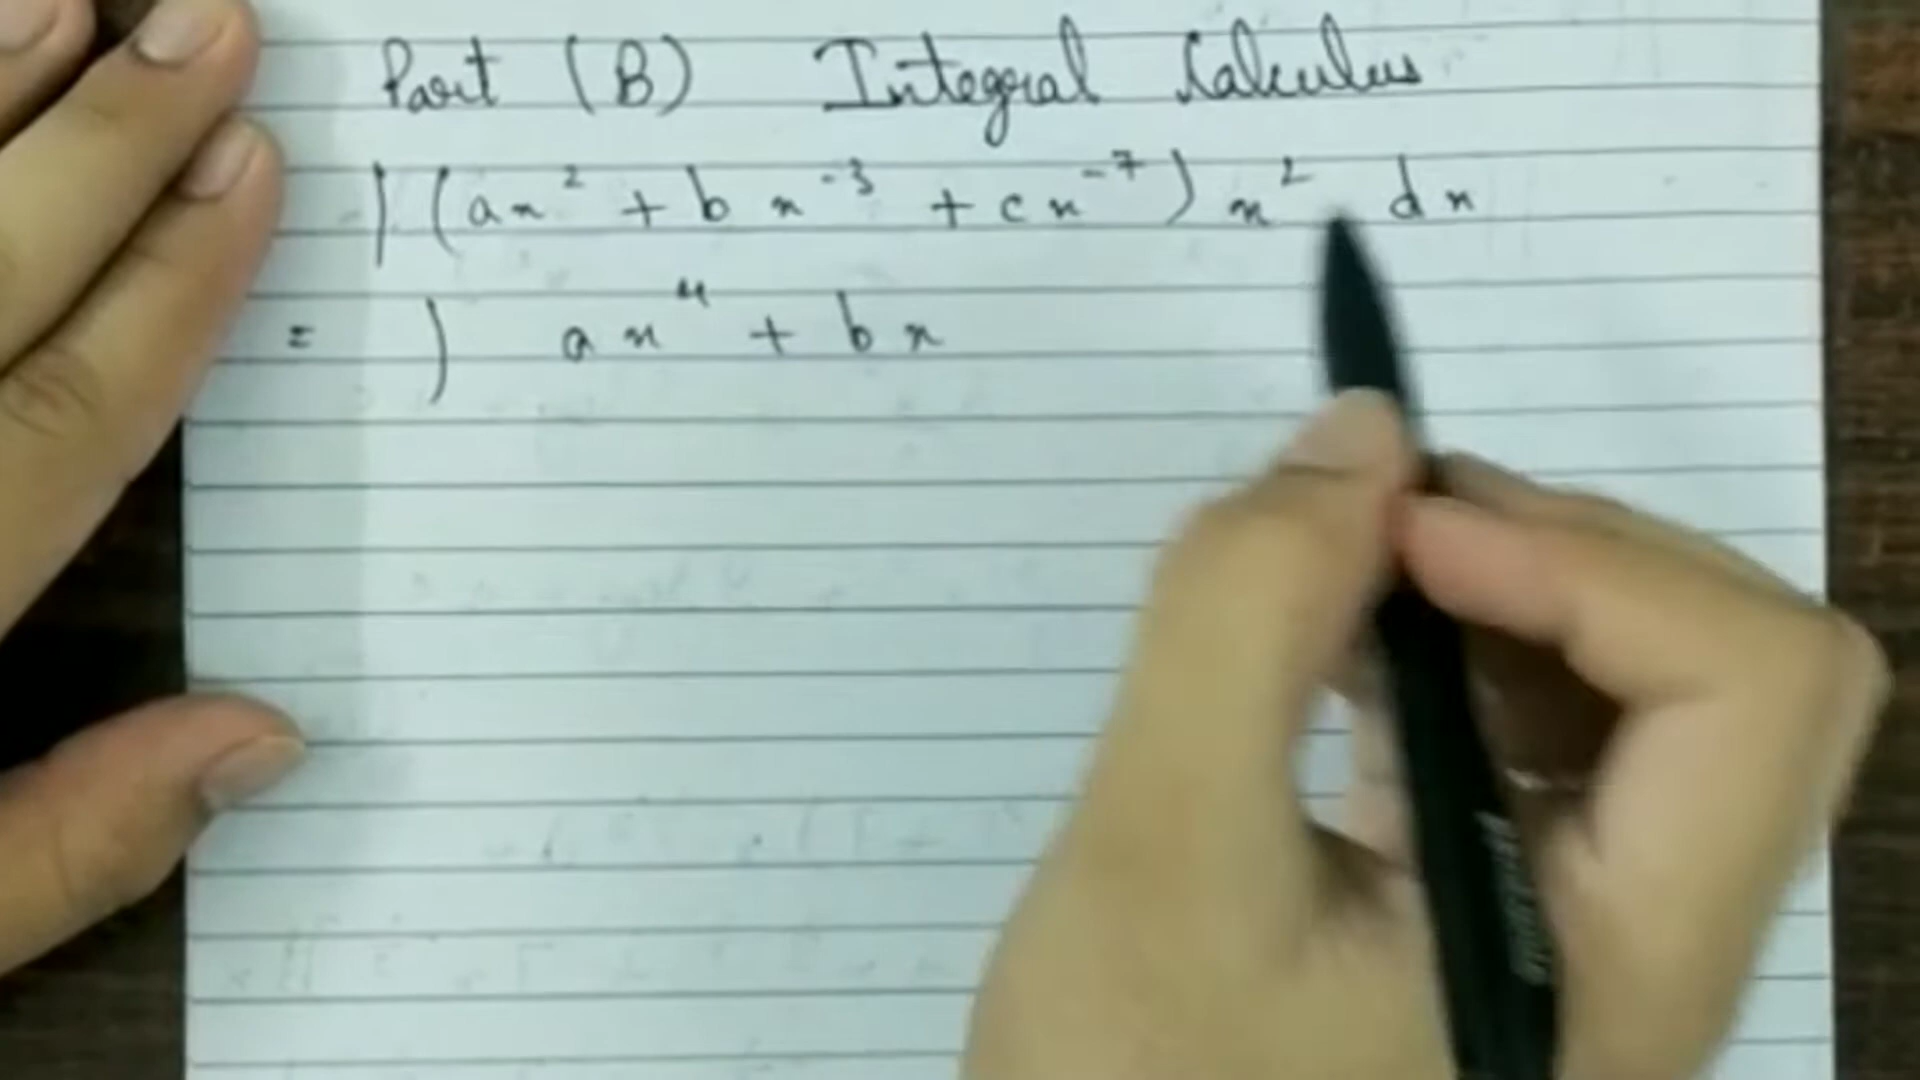 Part (B) Integral Calculus
∫ (ax² + bx⁻³ + cx⁻⁷) x² dx
= ∫ ax⁴ + bx